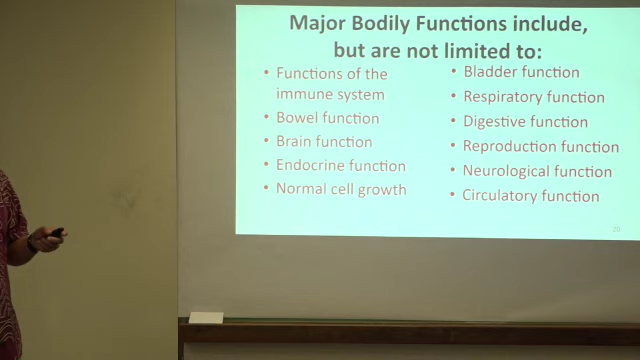 Major Bodily Functions include,
but are not limited to:
• Functions of the
immune system
• Bowel function
• Brain function
• Endocrine function
• Normal cell growth
• Bladder function
• Respiratory function
• Digestive function
• Reproduction function
• Neurological function
• Circulatory function
20